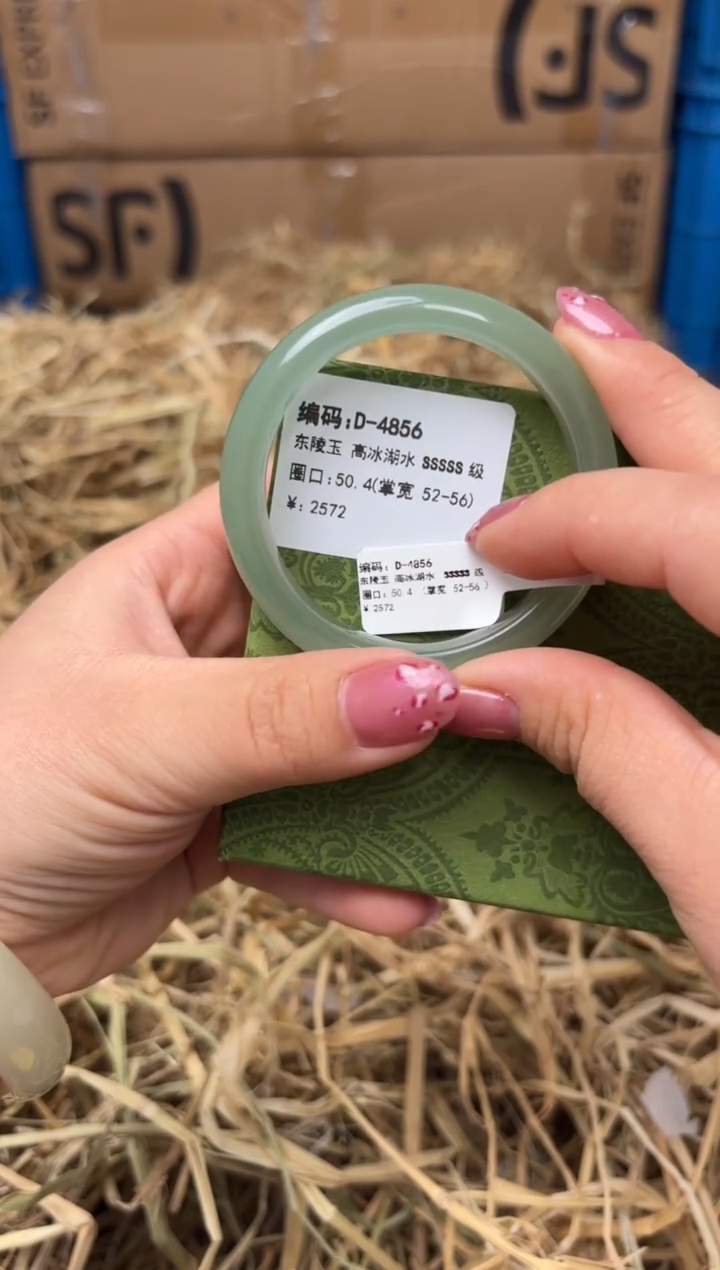 SF EXPRE
SF
SF
编码:D-4856
东陵玉 高冰湖水 SSSSS 级
圈口:50.4(掌宽 52-56)
¥: 2572
编码: D-4856
东陵玉 高冰湖水 SSSSS 级
圈口: 50.4 (掌宽 52-56 )
¥ 2572